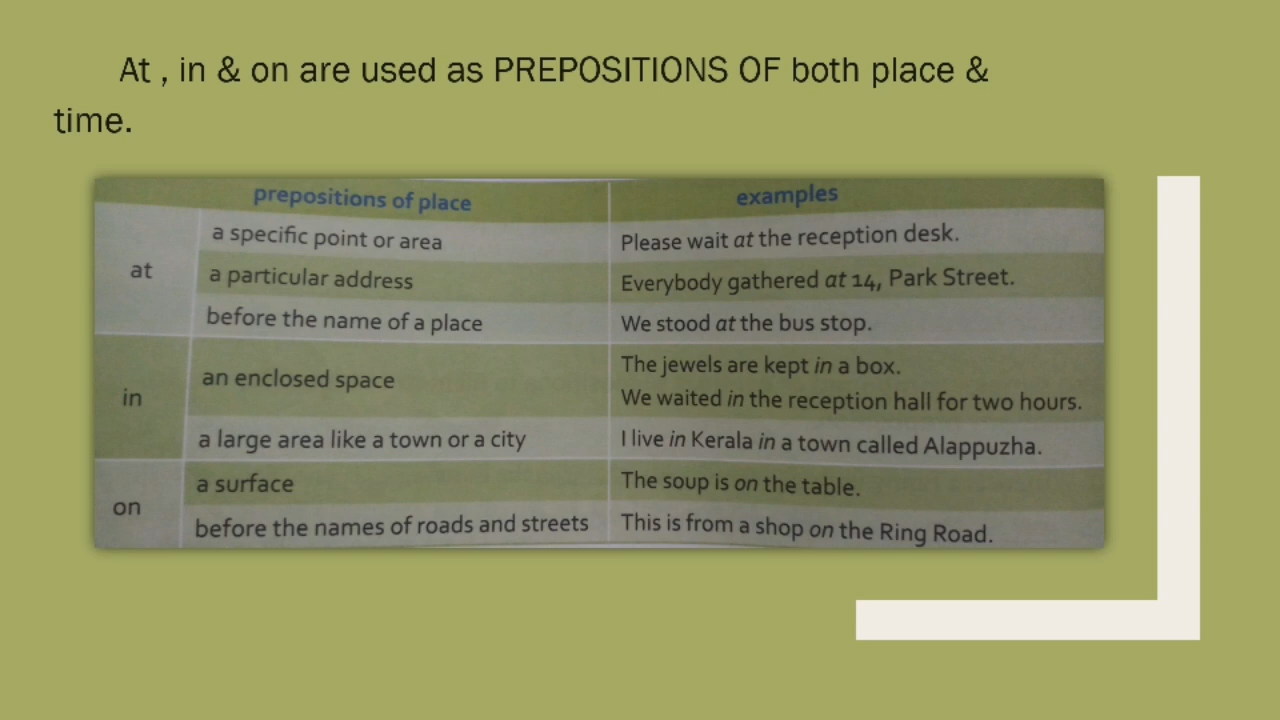 At , in & on are used as PREPOSITIONS OF both place &
time.
prepositions of place examples
at
a specific point or area Please wait at the reception desk.
a particular address Everybody gathered at 14, Park Street.
before the name of a place We stood at the bus stop.
in
an enclosed space The jewels are kept in a box.
We waited in the reception hall for two hours.
a large area like a town or a city I live in Kerala in a town called Alappuzha.
on
a surface The soup is on the table.
before the names of roads and streets This is from a shop on the Ring Road.